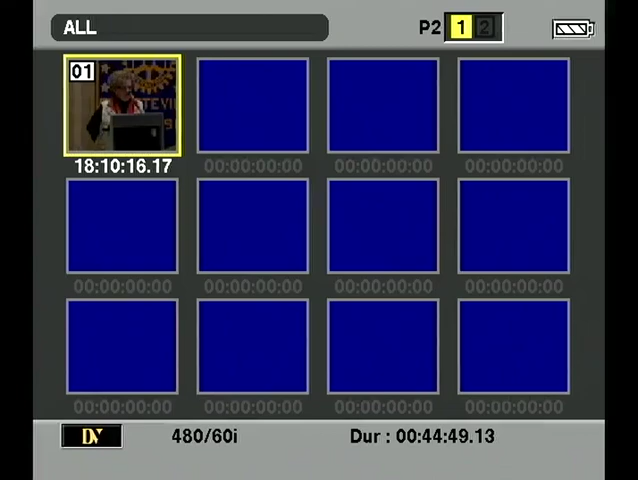 ALL
P2 1 2
01
18:10:16.17 00:00:00:00 00:00:00:00 00:00:00:00
00:00:00:00 00:00:00:00 00:00:00:00 00:00:00:00
00:00:00:00 00:00:00:00 00:00:00:00 00:00:00:00
DV 480/60i Dur : 00:44:49.13